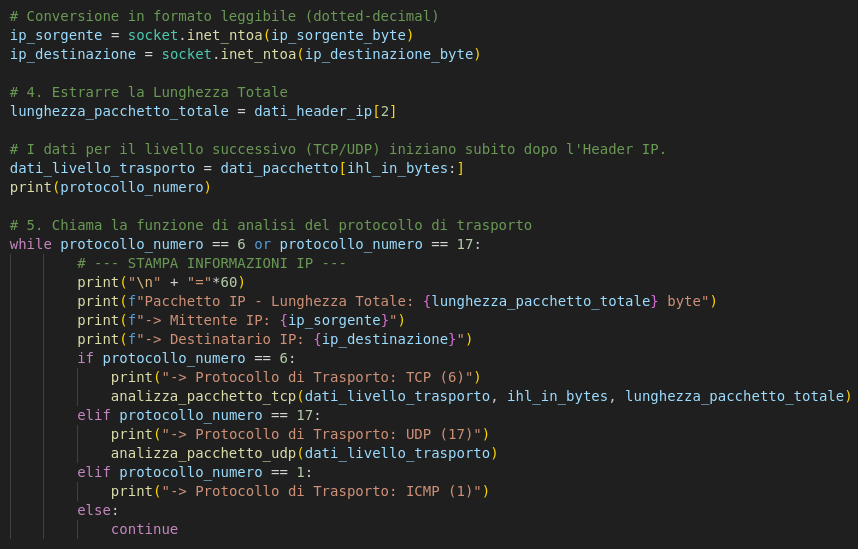 # Conversione in formato leggibile (dotted-decimal)
ip_sorgente = socket.inet_ntoa(ip_sorgente_byte)
ip_destinazione = socket.inet_ntoa(ip_destinazione_byte)

# 4. Estrarre la Lunghezza Totale
lunghezza_pacchetto_totale = dati_header_ip[2]

# I dati per il livello successivo (TCP/UDP) iniziano subito dopo l'Header IP.
dati_livello_trasporto = dati_pacchetto[ihl_in_bytes:]
print(protocollo_numero)

# 5. Chiama la funzione di analisi del protocollo di trasporto
while protocollo_numero == 6 or protocollo_numero == 17:
        # --- STAMPA INFORMAZIONI IP ---
        print("\n" + "="*60)
        print(f"Pacchetto IP - Lunghezza Totale: {lunghezza_pacchetto_totale} byte")
        print(f"-> Mittente IP: {ip_sorgente}")
        print(f"-> Destinatario IP: {ip_destinazione}")
        if protocollo_numero == 6:
            print("-> Protocollo di Trasporto: TCP (6)")
            analizza_pacchetto_tcp(dati_livello_trasporto, ihl_in_bytes, lunghezza_pacchetto_totale)
        elif protocollo_numero == 17:
            print("-> Protocollo di Trasporto: UDP (17)")
            analizza_pacchetto_udp(dati_livello_trasporto)
        elif protocollo_numero == 1:
            print("-> Protocollo di Trasporto: ICMP (1)")
        else:
            continue